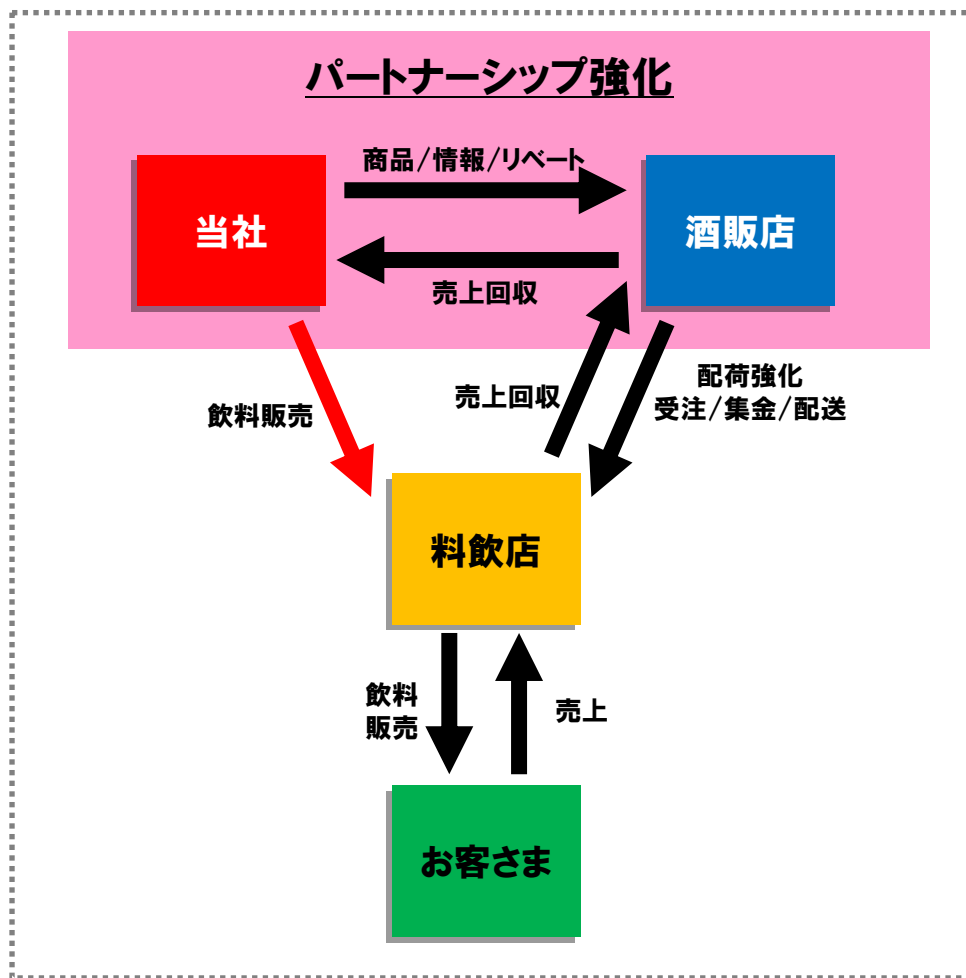 パートナーシップ強化
商品/情報/リベート
当社
酒販店
売上回収
配荷強化
受注/集金/配送
売上回収
飲料販売
料飲店
飲料
販売
売上
お客さま